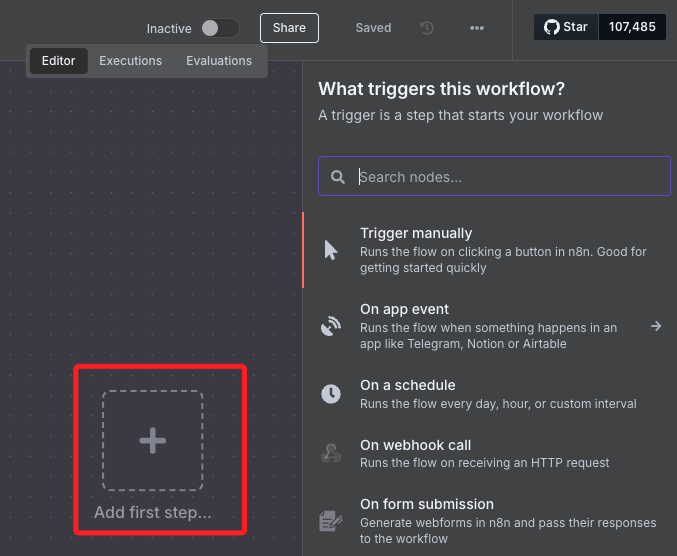 Inactive
Share
Saved
Star
107,485
Editor
Executions
Evaluations
What triggers this workflow?
A trigger is a step that starts your workflow
Search nodes...
Trigger manually
Runs the flow on clicking a button in n8n. Good for
getting started quickly
On app event
Runs the flow when something happens in an
app like Telegram, Notion or Airtable
On a schedule
Runs the flow every day, hour, or custom interval
On webhook call
Runs the flow on receiving an HTTP request
On form submission
Generate webforms in n8n and pass their responses
to the workflow
Add first step...